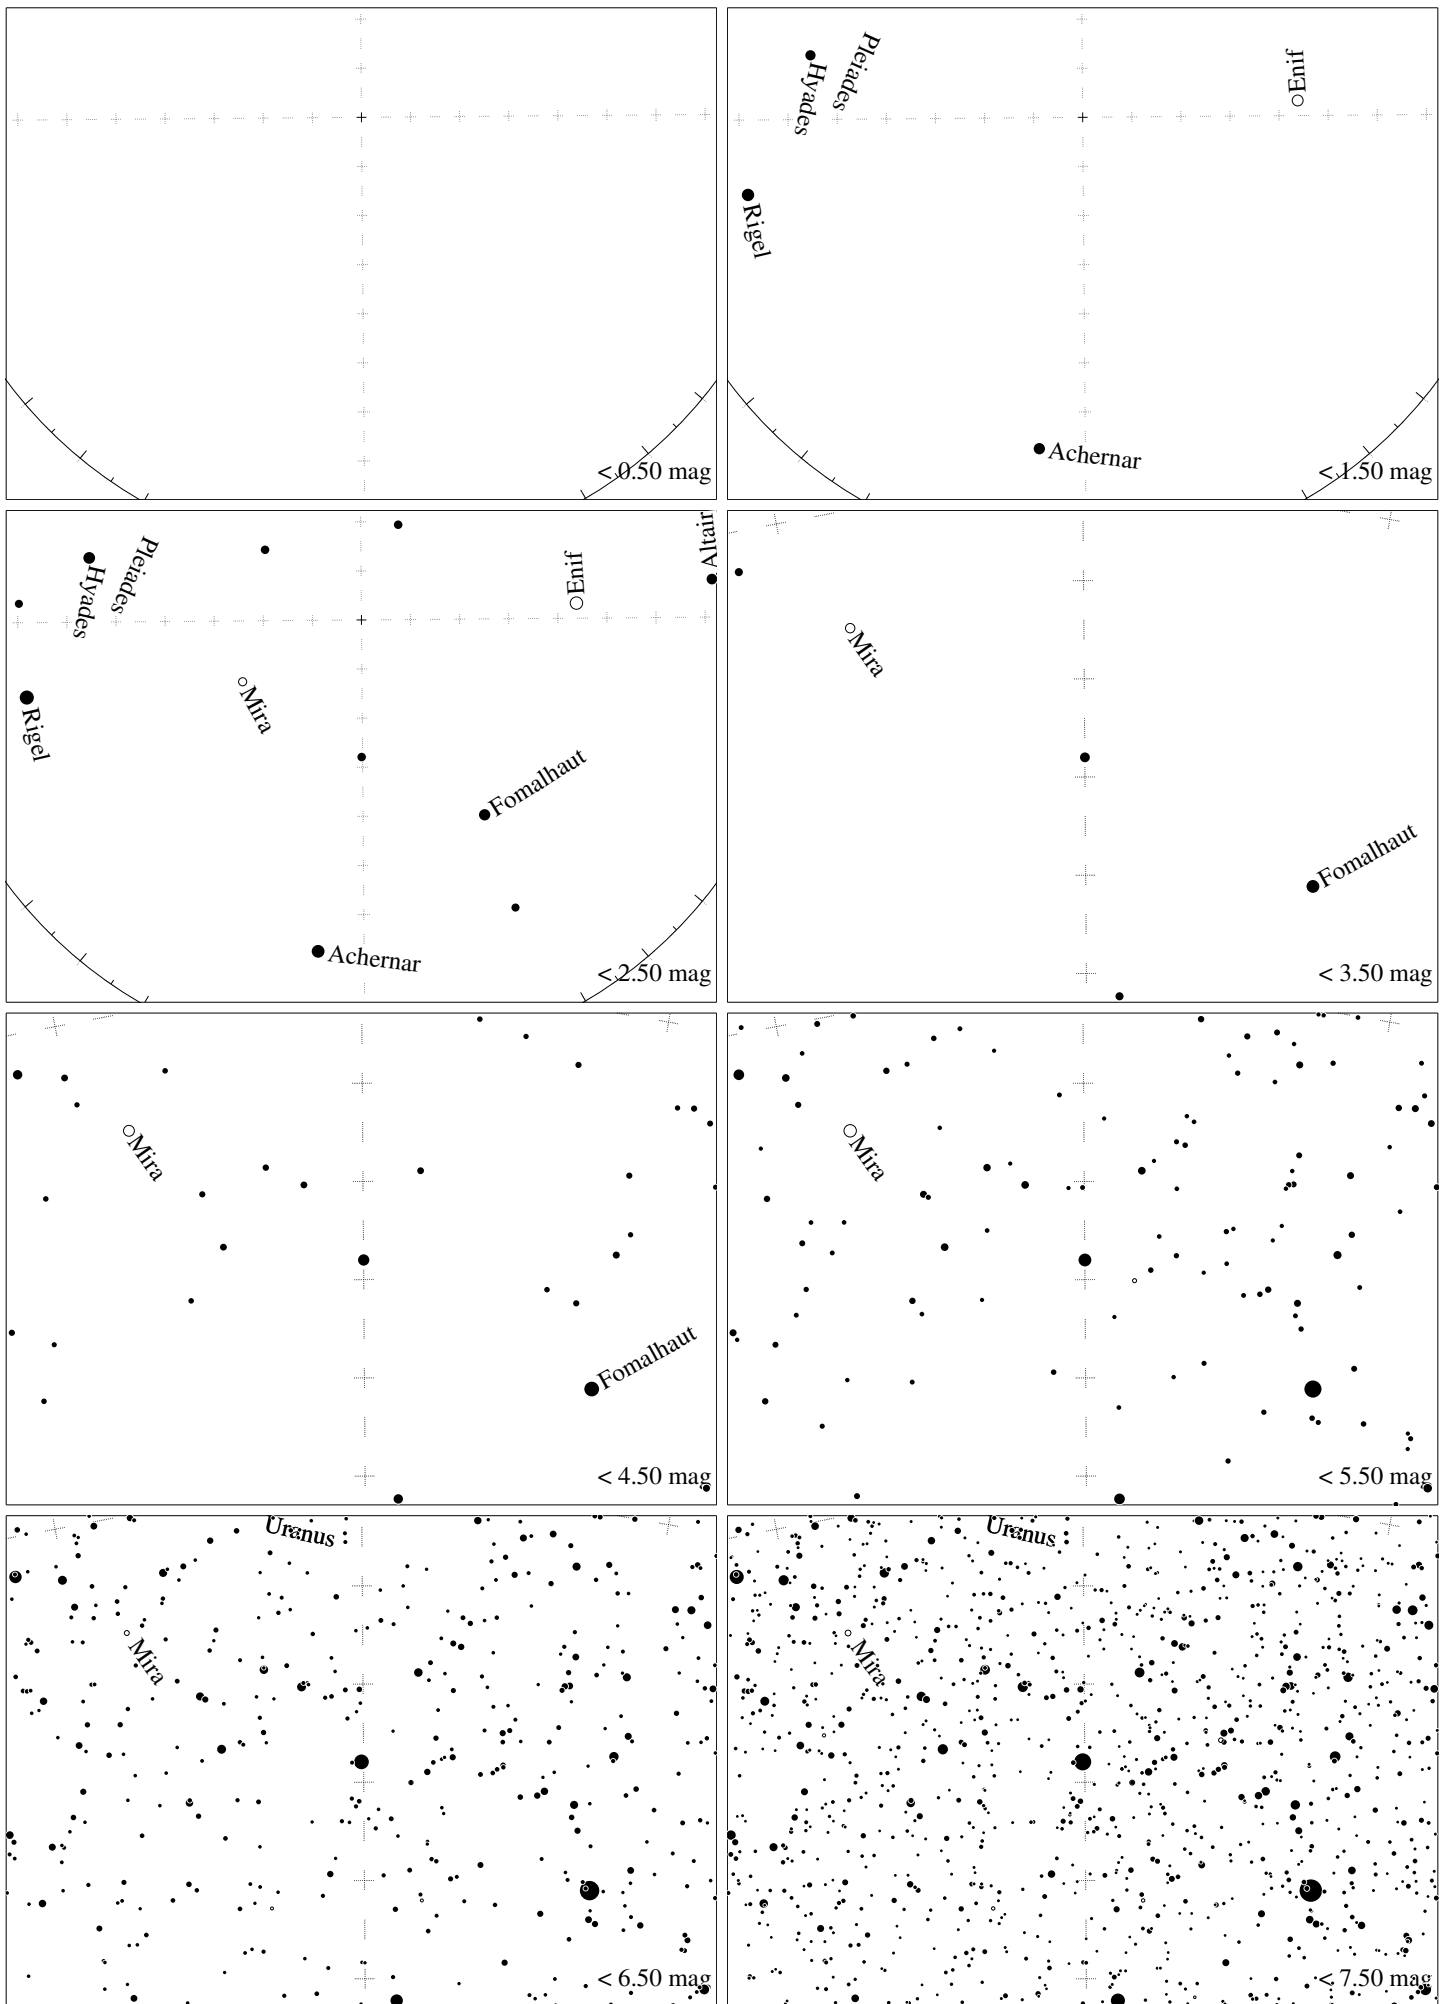 < 0.50 mag
Pleiades
Hyades
Enif
Rigel
Achernar
< 1.50 mag
Pleiades
Hyades
Enif
Altair
Rigel
Mira
Fomalhaut
Achernar
< 2.50 mag
Mira
Fomalhaut
< 3.50 mag
Mira
Fomalhaut
< 4.50 mag
Mira
< 5.50 mag
Uranus
Mira
< 6.50 mag
Uranus
Mira
< 7.50 mag